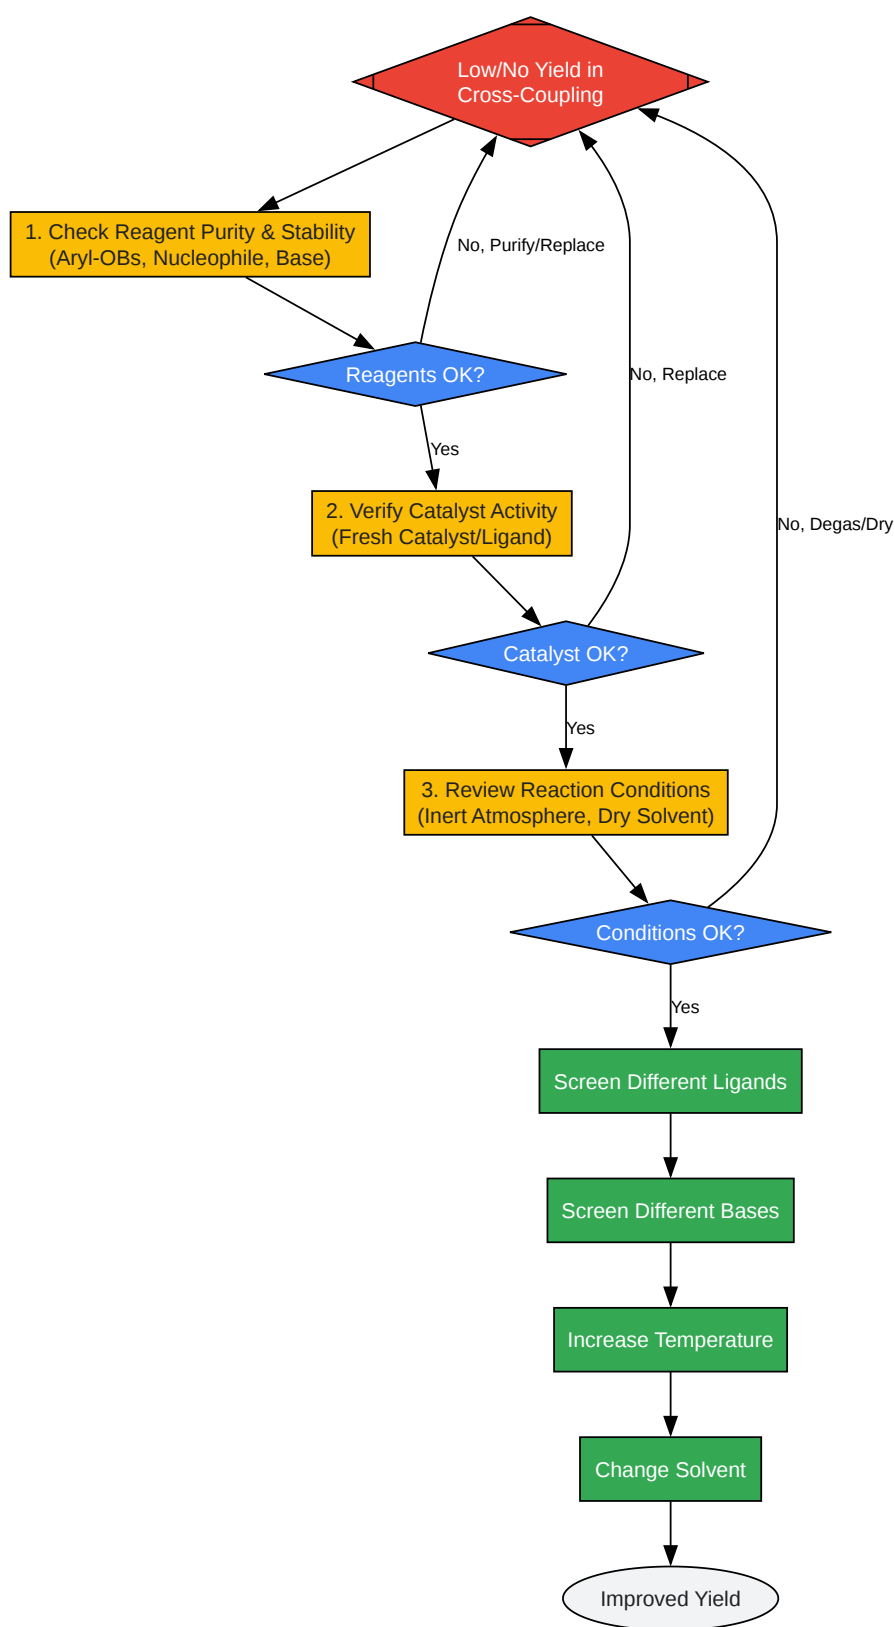 Low/No Yield in
Cross-Coupling
1. Check Reagent Purity & Stability
(Aryl-OBs, Nucleophile, Base)
No, Purify/Replace
Reagents OK?
No, Replace
Yes
2. Verify Catalyst Activity
(Fresh Catalyst/Ligand)
No, Degas/Dry
Catalyst OK?
Yes
3. Review Reaction Conditions
(Inert Atmosphere, Dry Solvent)
Conditions OK?
Yes
Screen Different Ligands
Screen Different Bases
Increase Temperature
Change Solvent
Improved Yield